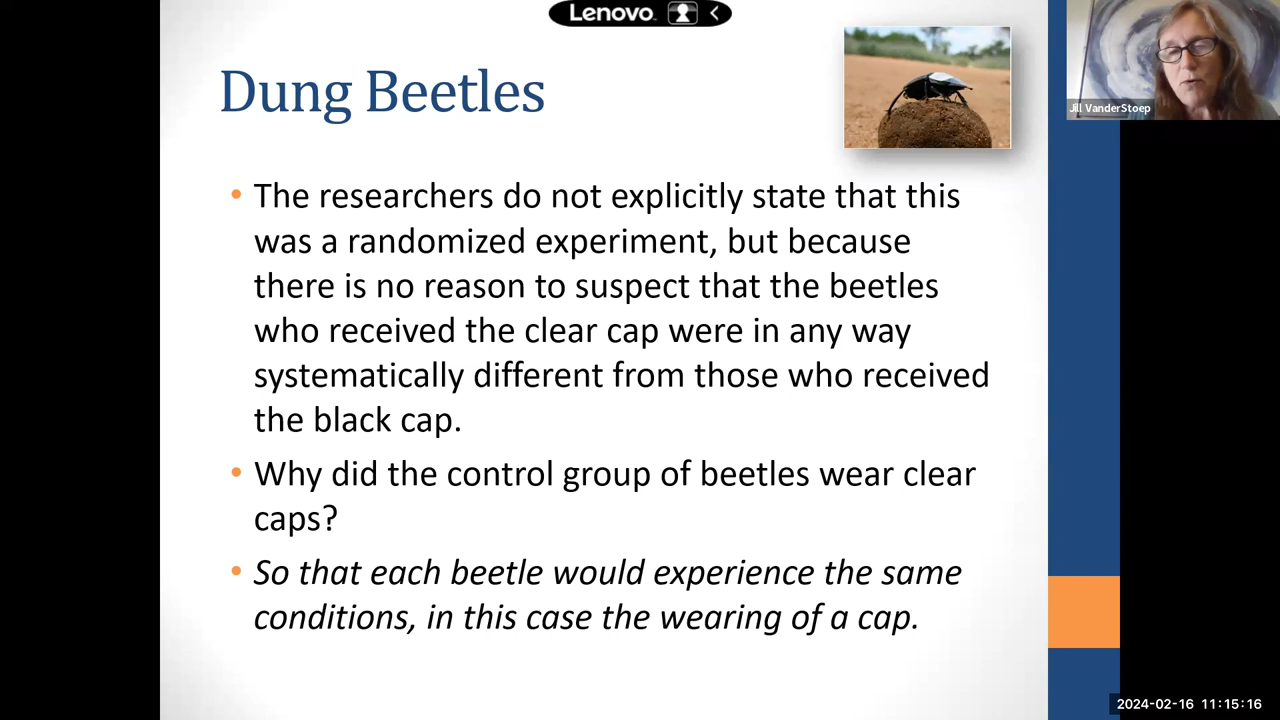 Lenovo
Jill VanderStoep
Dung Beetles
• The researchers do not explicitly state that this
was a randomized experiment, but because
there is no reason to suspect that the beetles
who received the clear cap were in any way
systematically different from those who received
the black cap.
• Why did the control group of beetles wear clear
caps?
• So that each beetle would experience the same
conditions, in this case the wearing of a cap.
2024-02-16 11:15:16